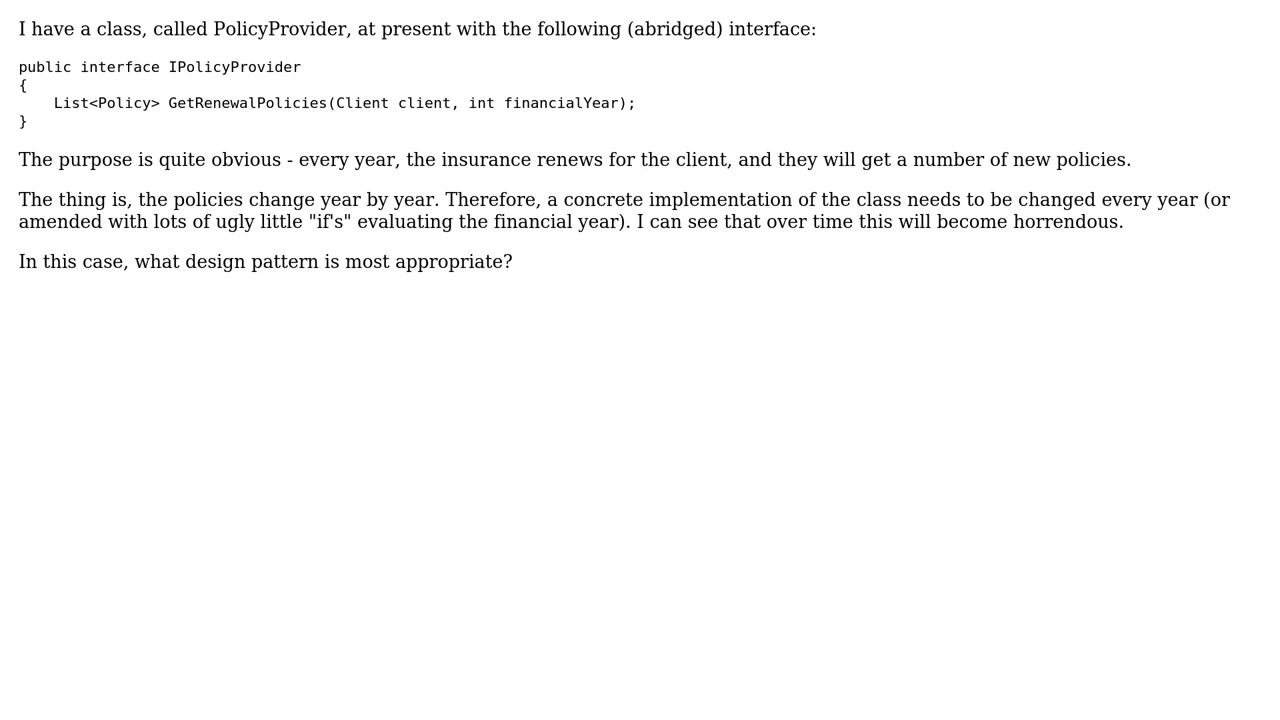 I have a class, called PolicyProvider, at present with the following (abridged) interface:
public interface IPolicyProvider
{
    List<Policy> GetRenewalPolicies(Client client, int financialYear);
}
The purpose is quite obvious - every year, the insurance renews for the client, and they will get a number of new policies.
The thing is, the policies change year by year. Therefore, a concrete implementation of the class needs to be changed every year (or
amended with lots of ugly little "if's" evaluating the financial year). I can see that over time this will become horrendous.
In this case, what design pattern is most appropriate?